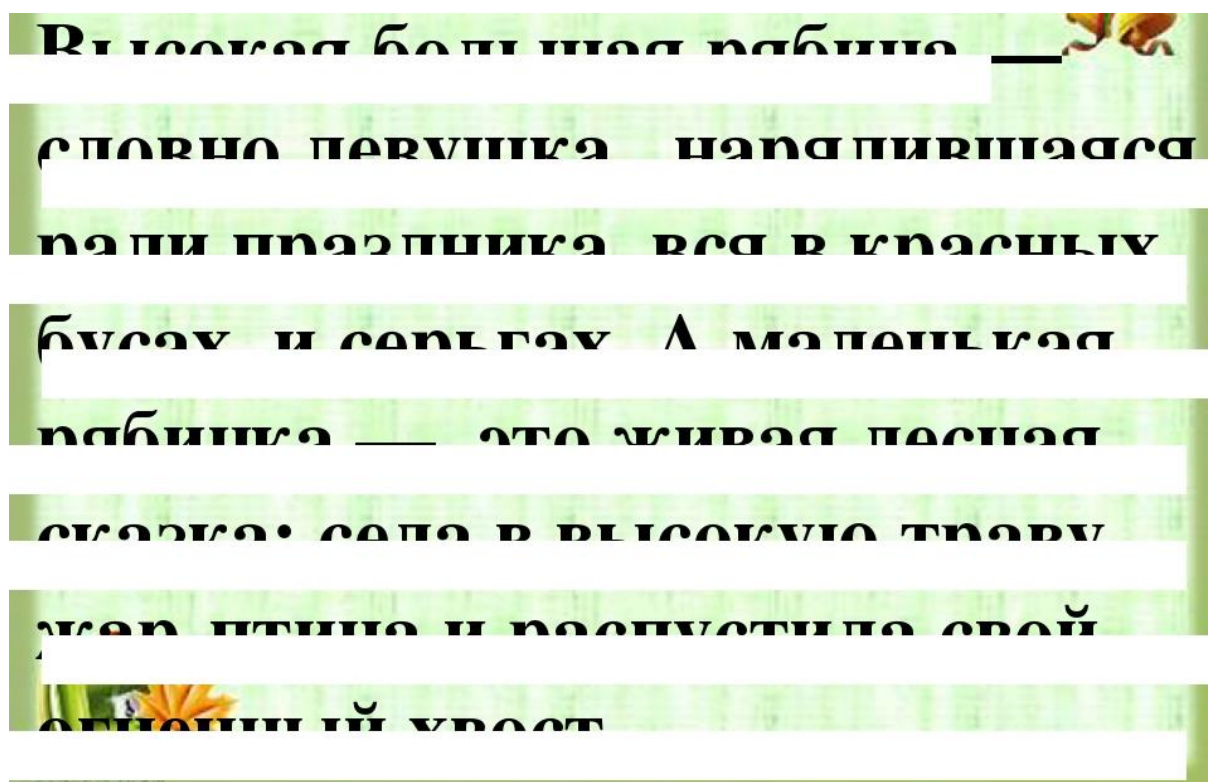 Высокая большая рябина —
словно девушка нарядившаяся
ради праздника вся в красных
бусах и серьгах. А маленькая
рябинка — это живая лесная
сказка: села в высокую траву
жар-птица и распустила свой
огненный хвост